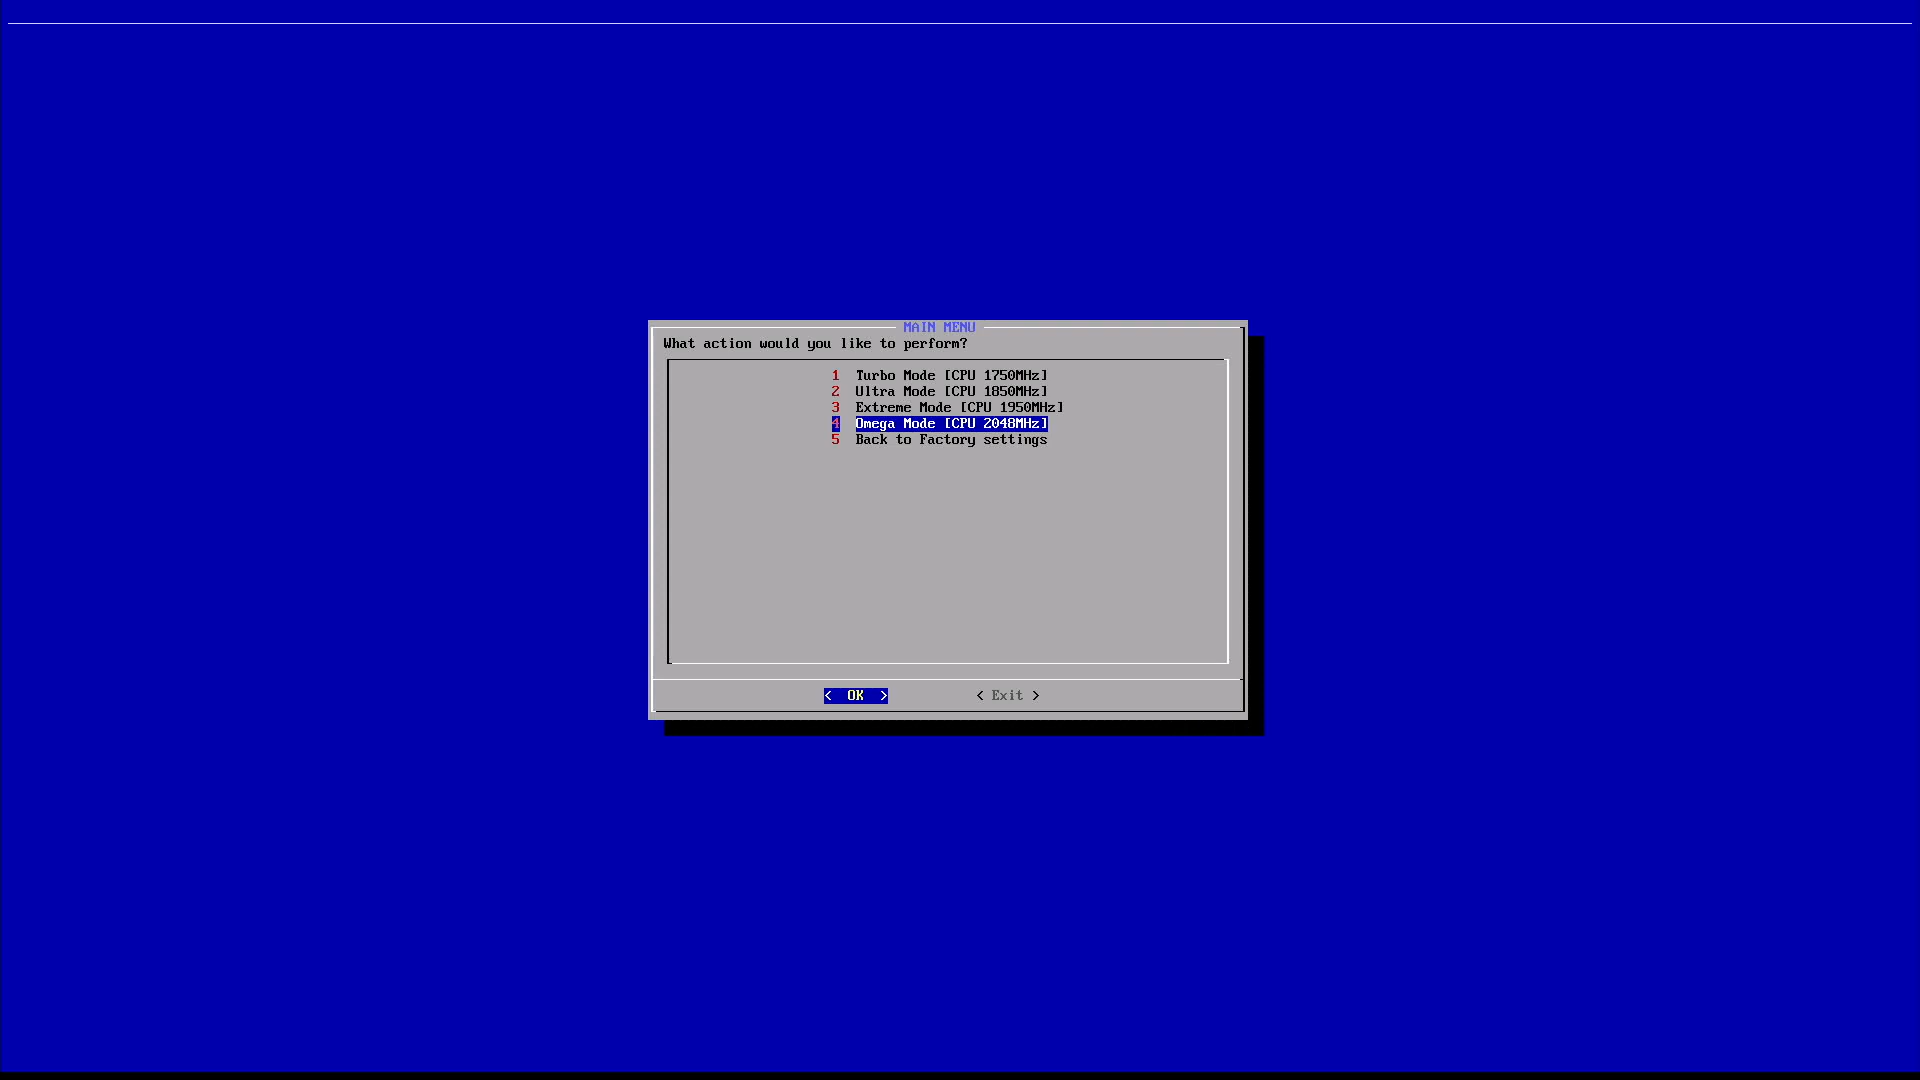 MAIN MENU
What action would you like to perform?
1 Turbo Mode [CPU 1750MHz]
2 Ultra Mode [CPU 1850MHz]
3 Extreme Mode [CPU 1950MHz]
4 Omega Mode [CPU 2048MHz]
5 Back to Factory settings
< OK > < Exit >